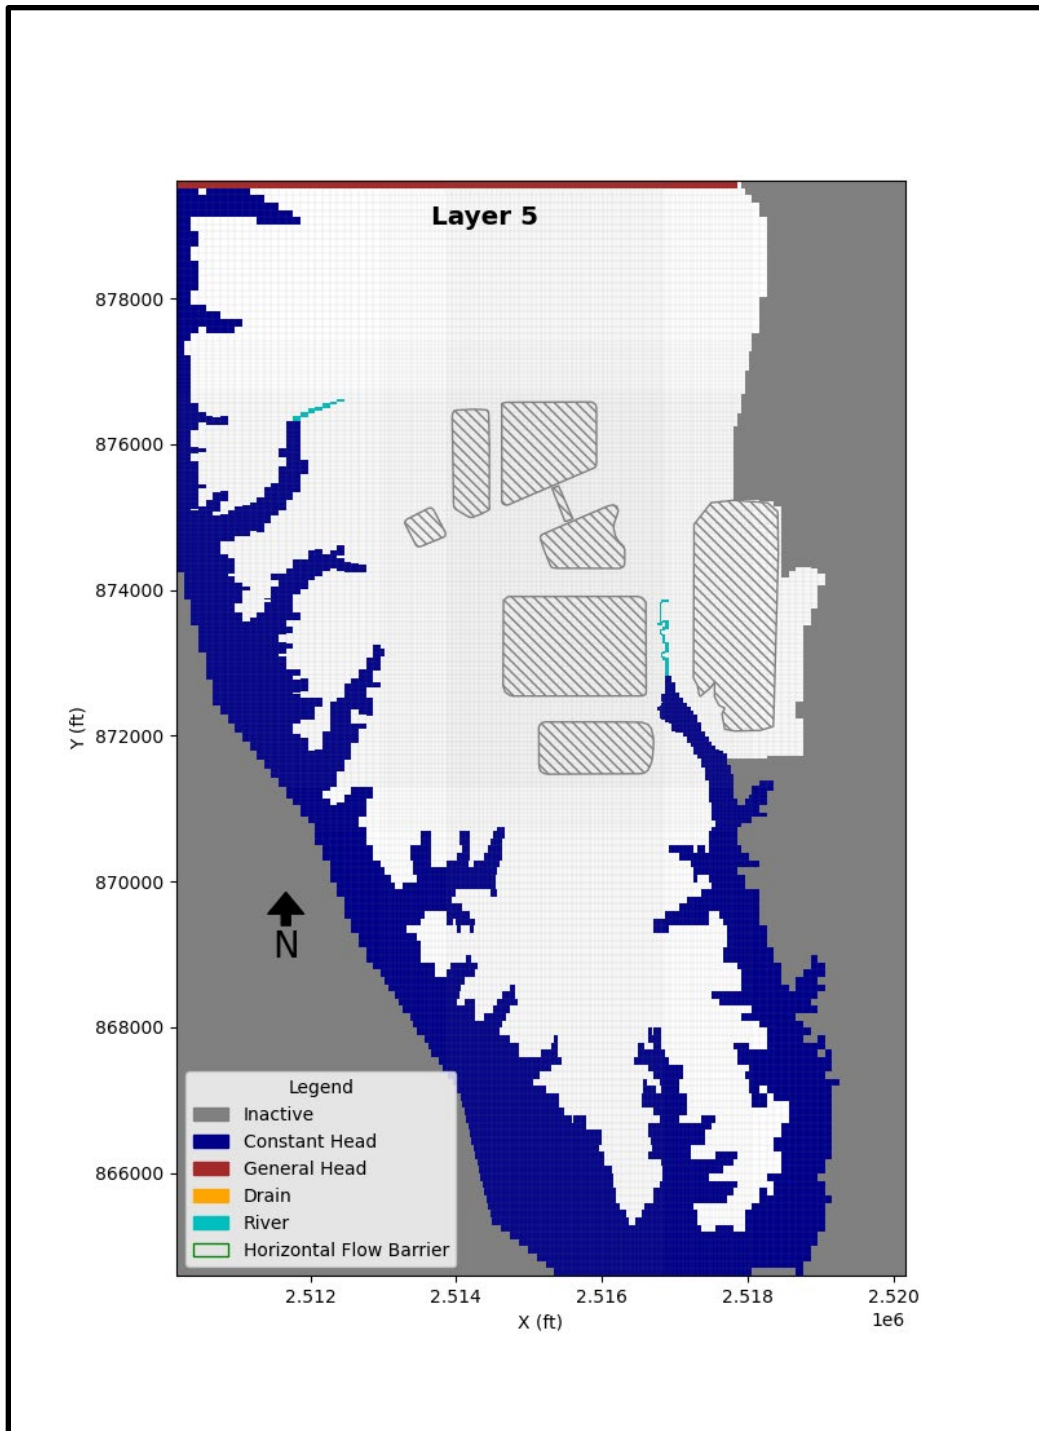 Layer 5
878000
876000
874000
872000
870000
868000
866000
Y (ft)
N
Legend
Inactive
Constant Head
General Head
Drain
River
Horizontal Flow Barrier
2.512 2.514 2.516 2.518 2.520
1e6
X (ft)